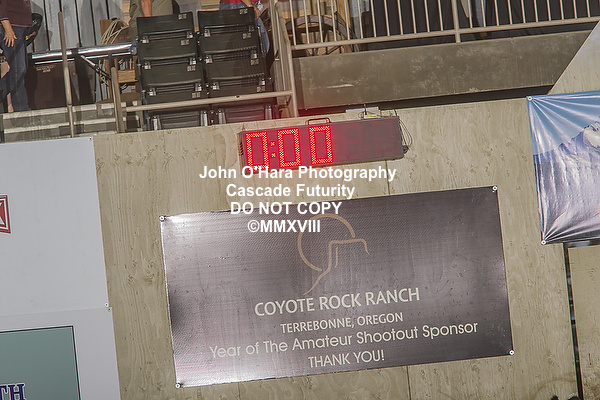 0:00
John O'Hara Photography
Cascade Futurity
DO NOT COPY
©MMXVIII
COYOTE ROCK RANCH
TERREBONNE, OREGON
Year of The Amateur Shootout Sponsor
THANK YOU!